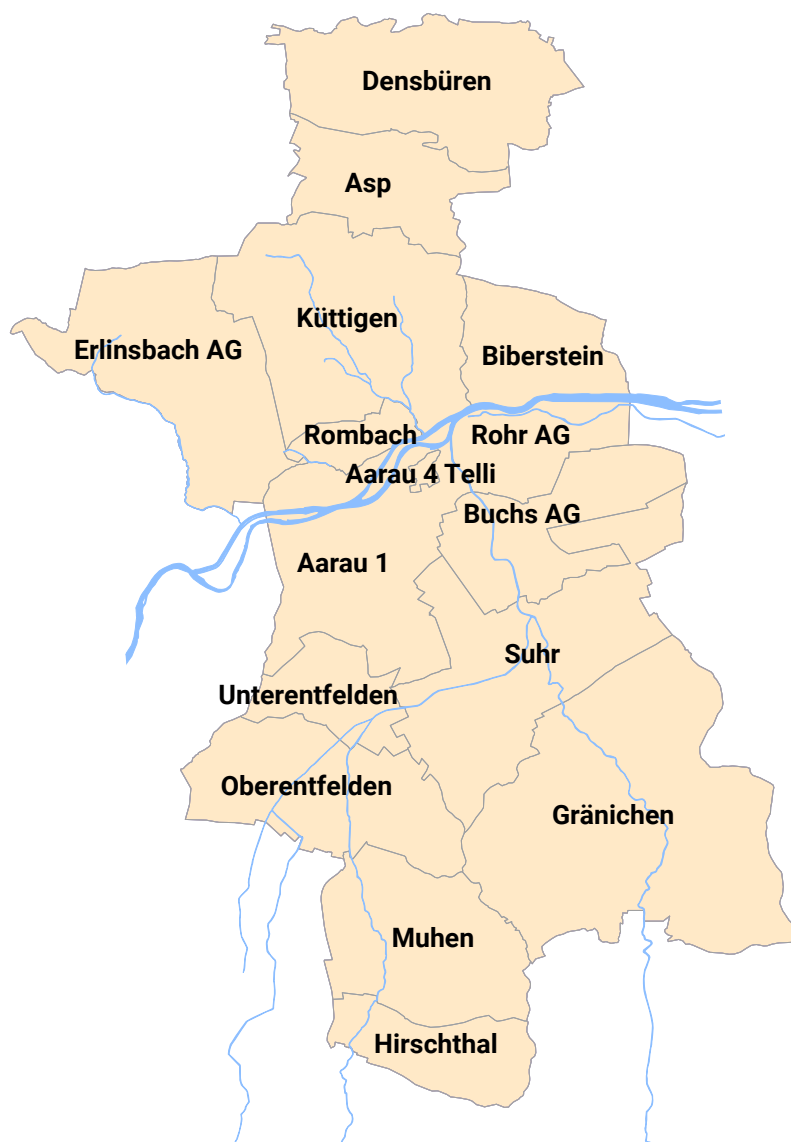 Densbüren
Asp
Küttigen
Erlinsbach AG
Biberstein
Rombach
Rohr AG
Aarau 4 Telli
Buchs AG
Aarau 1
Suhr
Unterentfelden
Oberentfelden
Gränichen
Muhen
Hirschthal